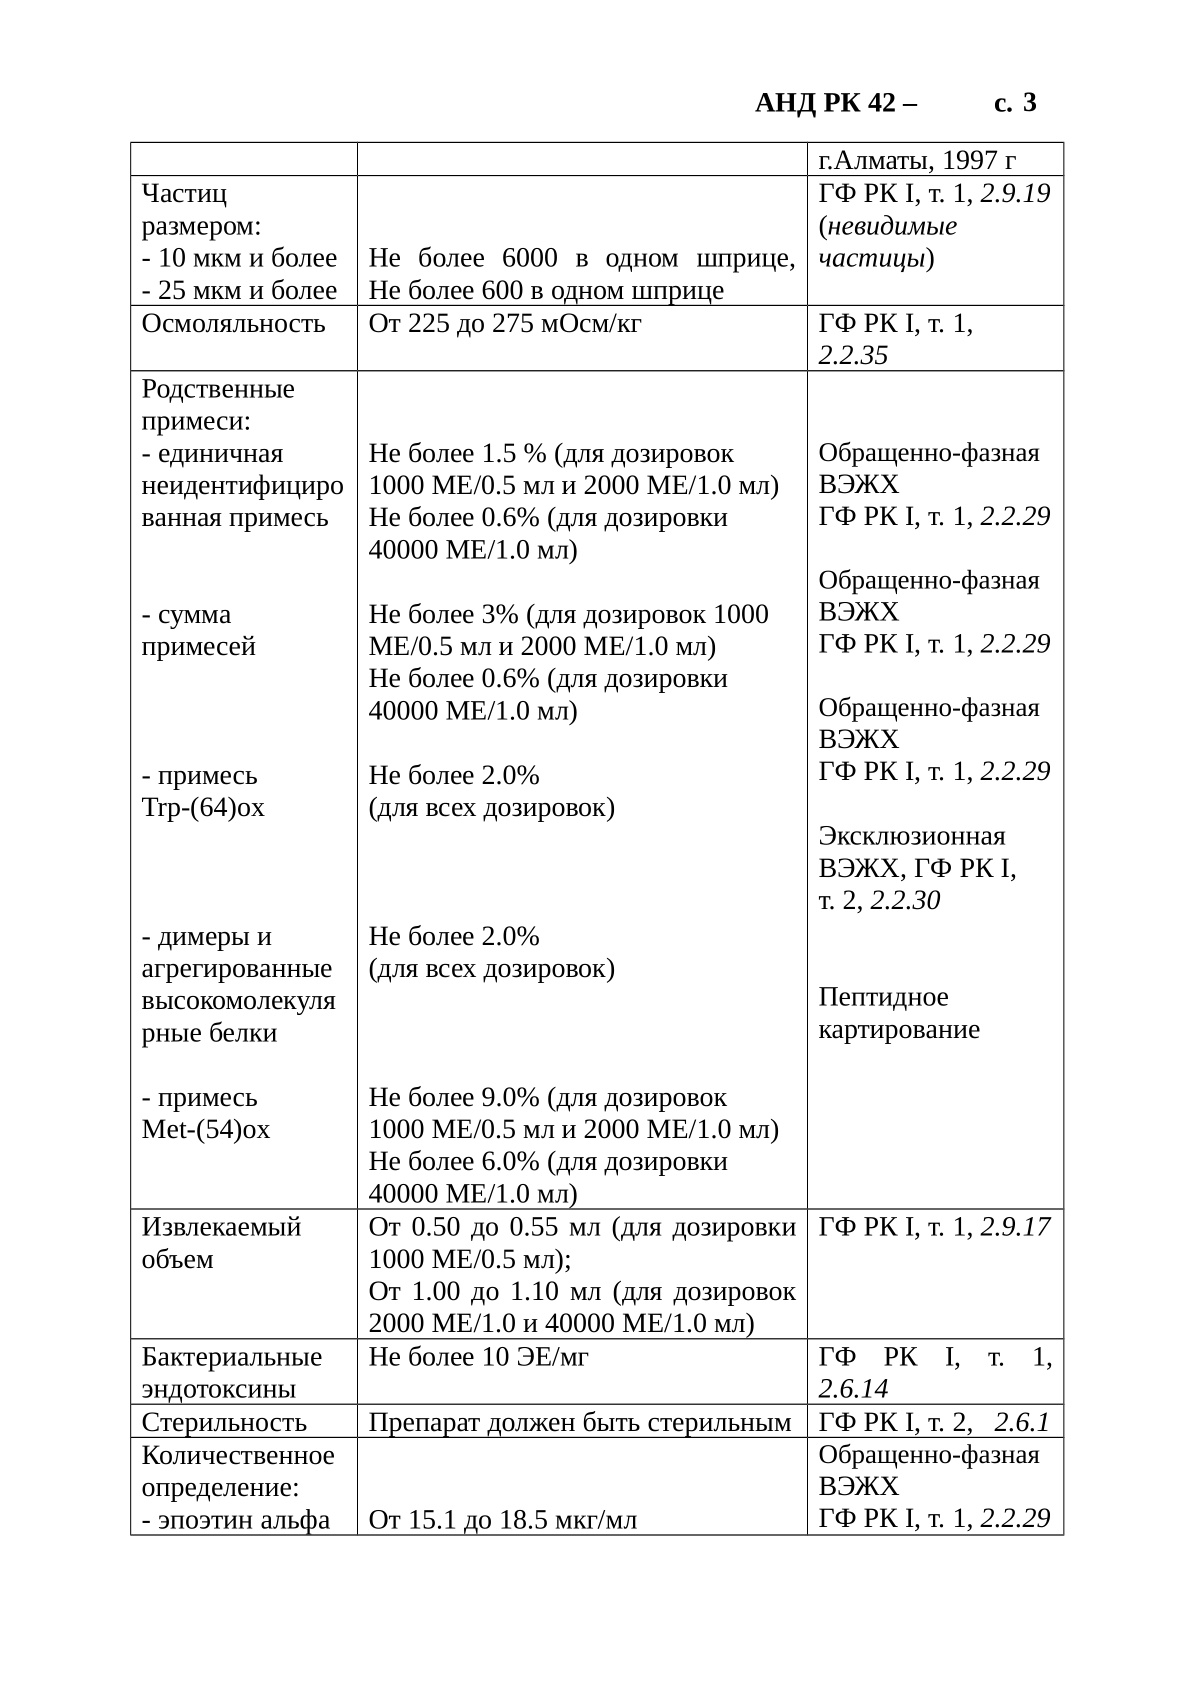 АНД РК 42 – с. 3
г.Алматы, 1997 г
Частиц
размером:
- 10 мкм и более
- 25 мкм и более
Не более 6000 в одном шприце,
Не более 600 в одном шприце
ГФ РК I, т. 1, 2.9.19
(невидимые
частицы)
Осмоляльность
От 225 до 275 мОсм/кг
ГФ РК I, т. 1,
2.2.35
Родственные
примеси:
- единичная
неидентифициро
ванная примесь
- сумма
примесей
- примесь
Trp-(64)ox
- димеры и
агрегированные
высокомолекуля
рные белки
- примесь
Met-(54)ox
Не более 1.5 % (для дозировок
1000 МЕ/0.5 мл и 2000 МЕ/1.0 мл)
Не более 0.6% (для дозировки
40000 МЕ/1.0 мл)
Не более 3% (для дозировок 1000
МЕ/0.5 мл и 2000 МЕ/1.0 мл)
Не более 0.6% (для дозировки
40000 МЕ/1.0 мл)
Не более 2.0%
(для всех дозировок)
Не более 2.0%
(для всех дозировок)
Не более 9.0% (для дозировок
1000 МЕ/0.5 мл и 2000 МЕ/1.0 мл)
Не более 6.0% (для дозировки
40000 МЕ/1.0 мл)
Обращенно-фазная
ВЭЖХ
ГФ РК I, т. 1, 2.2.29
Обращенно-фазная
ВЭЖХ
ГФ РК I, т. 1, 2.2.29
Обращенно-фазная
ВЭЖХ
ГФ РК I, т. 1, 2.2.29
Эксклюзионная
ВЭЖХ, ГФ РК I,
т. 2, 2.2.30
Пептидное
картирование
Извлекаемый
объем
От 0.50 до 0.55 мл (для дозировки
1000 МЕ/0.5 мл);
От 1.00 до 1.10 мл (для дозировок
2000 МЕ/1.0 и 40000 МЕ/1.0 мл)
ГФ РК I, т. 1, 2.9.17
Бактериальные
эндотоксины
Не более 10 ЭЕ/мг
ГФ РК I, т. 1,
2.6.14
Стерильность
Препарат должен быть стерильным
ГФ РК I, т. 2, 2.6.1
Количественное
определение:
- эпоэтин альфа
От 15.1 до 18.5 мкг/мл
Обращенно-фазная
ВЭЖХ
ГФ РК I, т. 1, 2.2.29